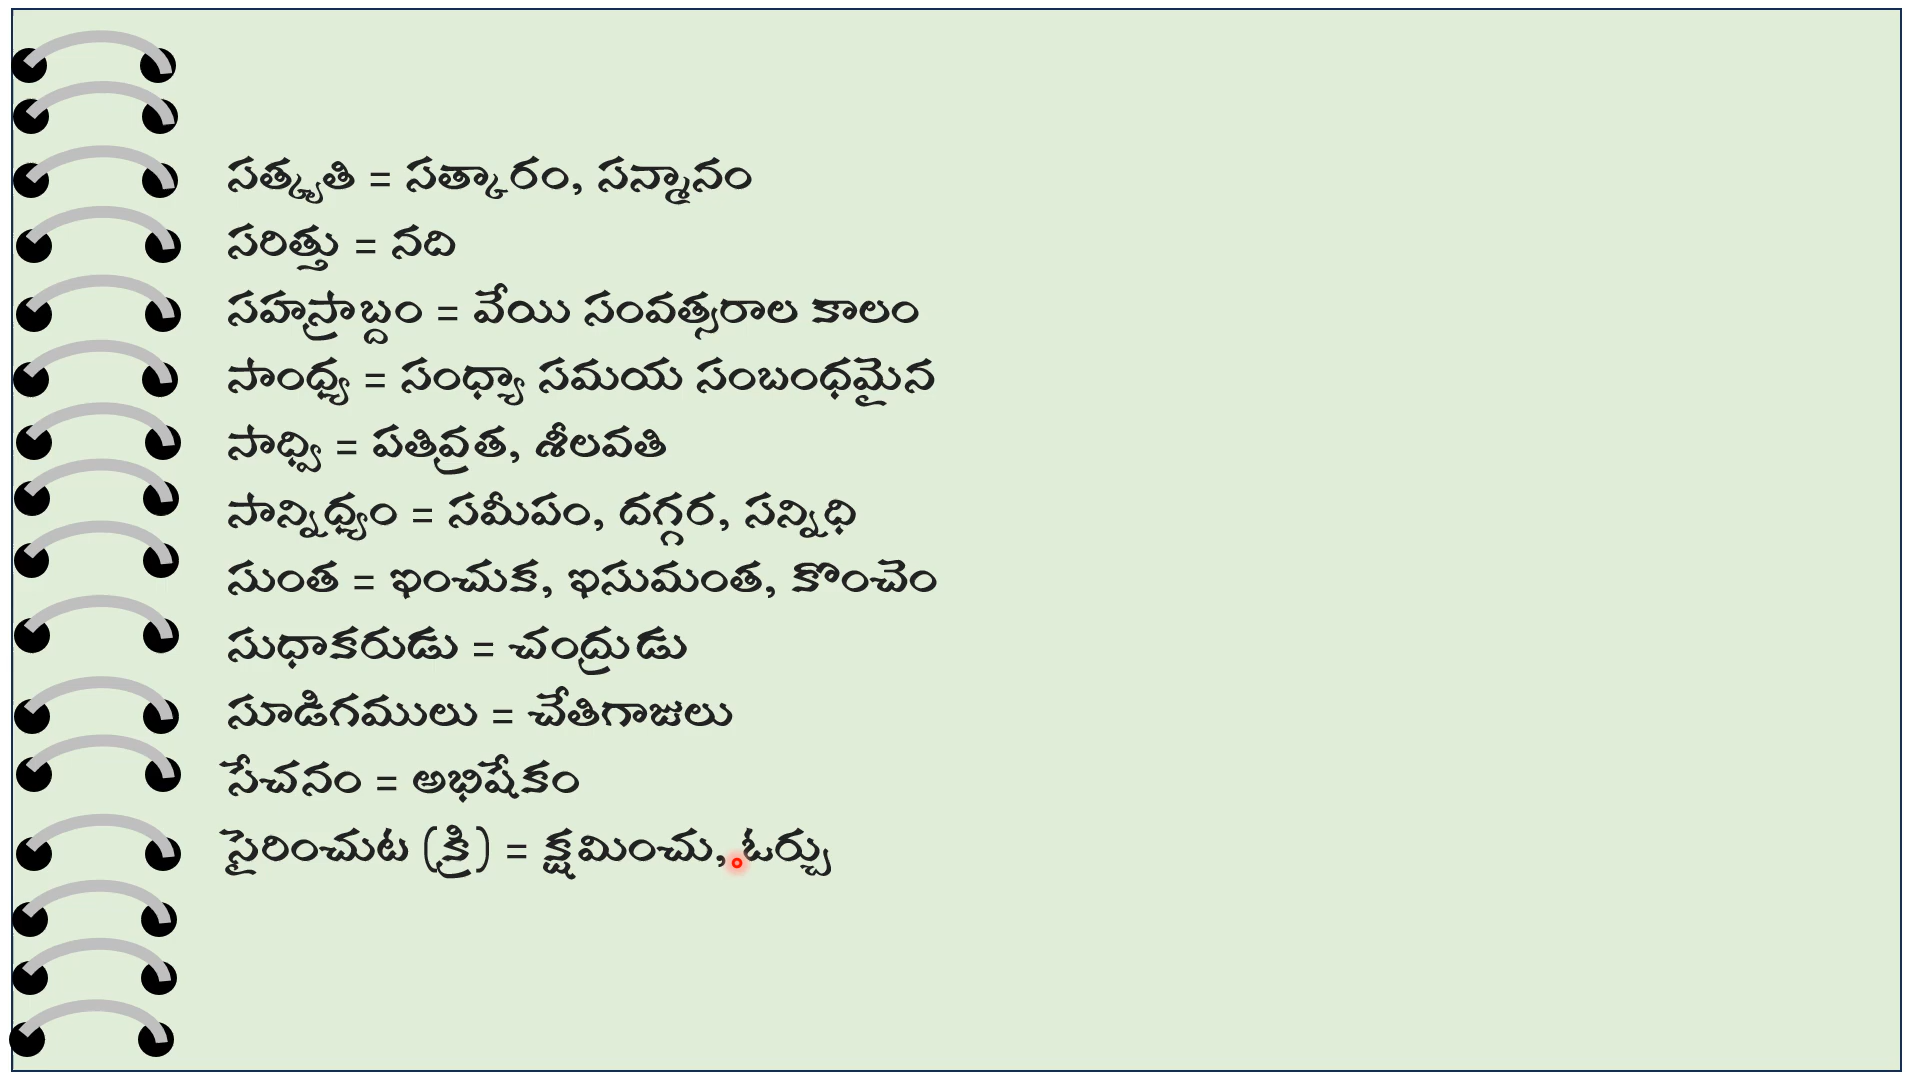 సత్కృతి = సత్కారం, సన్మానం
సరిత్తు = నది
సహస్రాబ్దం = వేయి సంవత్సరాల కాలం
సాంధ్య = సంధ్యా సమయ సంబంధమైన
సాధ్వి = పతివ్రత, శీలవతి
సాన్నిధ్యం = సమీపం, దగ్గర, సన్నిధి
సుంత = ఇంచుక, ఇసుమంత, కొంచెం
సుధాకరుడు = చంద్రుడు
సూడిగములు = చేతిగాజులు
సేచనం = అభిషేకం
సైరించుట (క్రి) = క్షమించు, ఓర్చు